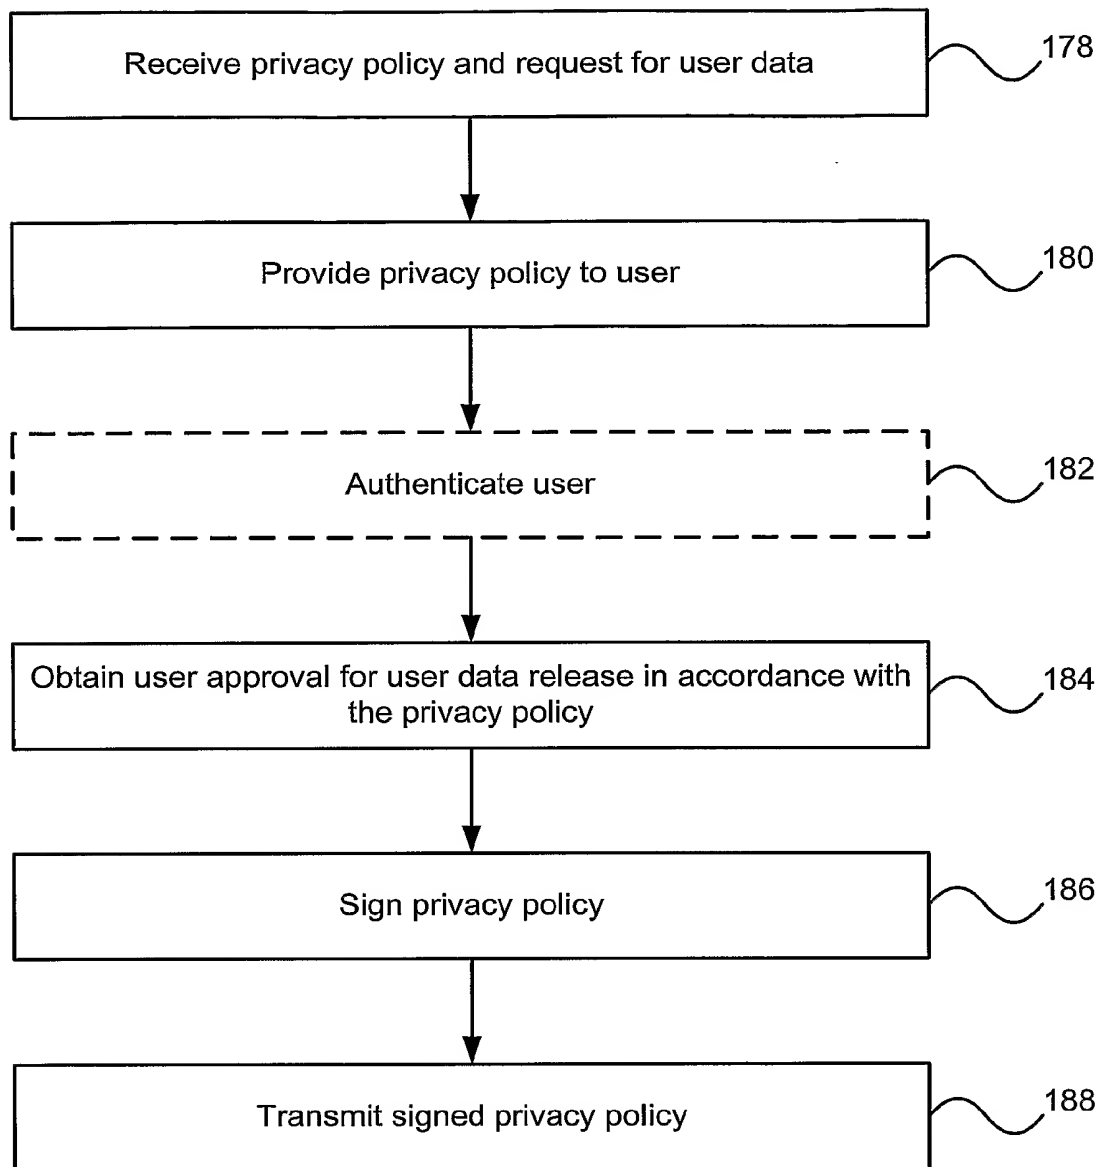 Receive privacy policy and request for user data
178
Provide privacy policy to user
180
Authenticate user
182
Obtain user approval for user data release in accordance with
the privacy policy
184
Sign privacy policy
186
Transmit signed privacy policy
188